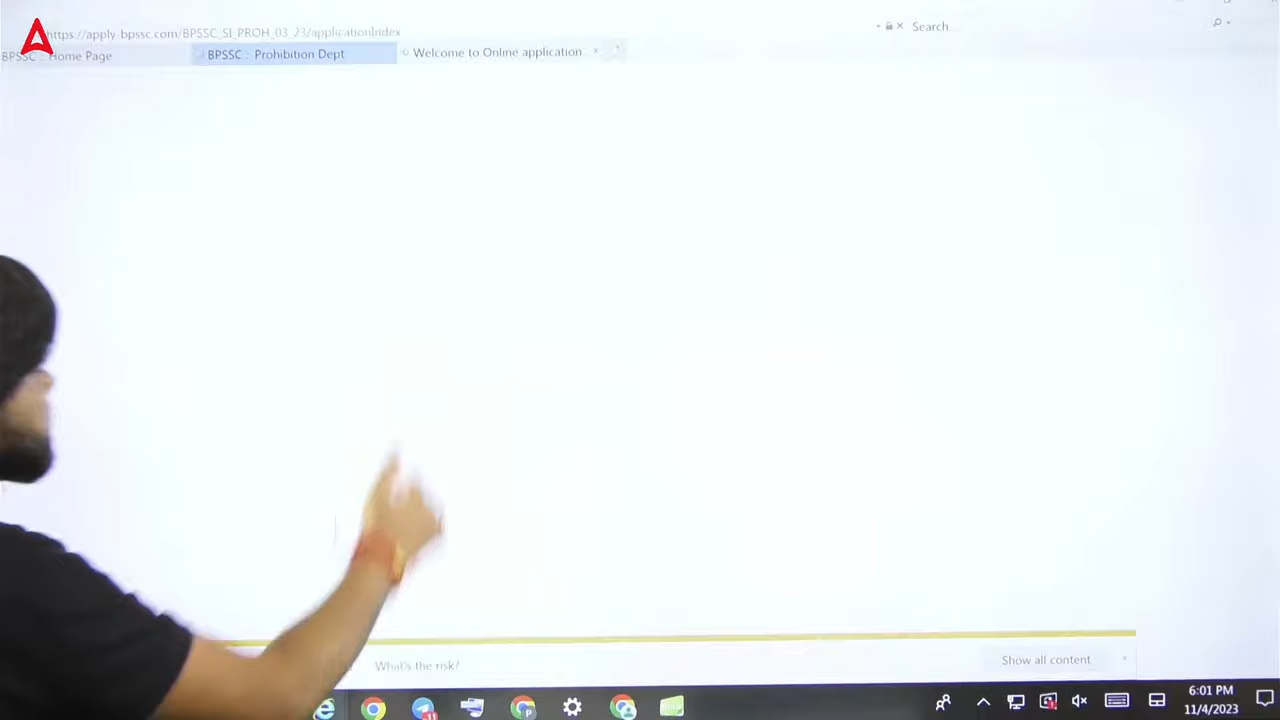 https://apply-bpssc.com/BPSSC_SI_PROH_03_23/applicationIndex
Search
BPSSC : Home Page
BPSSC : Prohibition Dept
Welcome to Online application
What's the risk?
Show all content
11
P
6:01 PM
11/4/2023